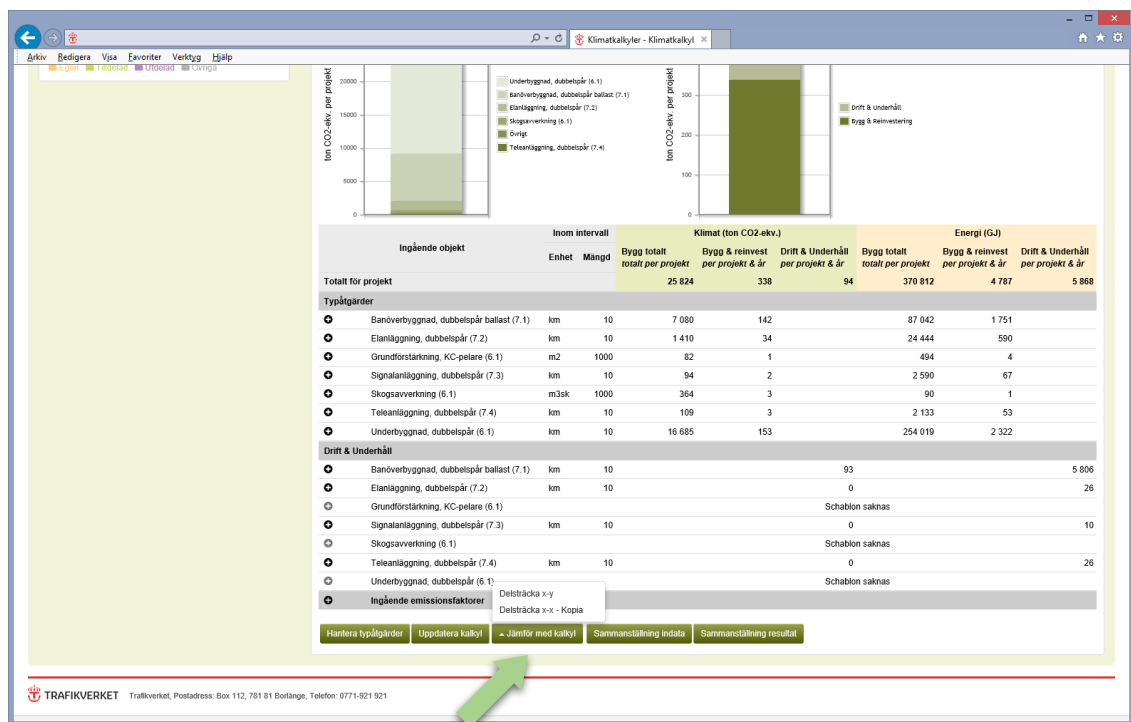 Klimatkalkyler - Klimatkalkyl
Arkiv Redigera Visa Favoriter Verktyg Hjälp
Egen Tilldelad Utdelad Övriga
ton CO2-ekv. per projekt
20000
15000
10000
5000
0
Underbyggnad, dubbelspår (6.1)
Banöverbyggnad, dubbelspår ballast (7.1)
Elanläggning, dubbelspår (7.2)
Skogsavverkning (6.1)
Övrigt
Teleanläggning, dubbelspår (7.4)
ton CO2-ekv. per projekt
300
200
100
0
Drift & Underhåll
Bygg & Reinvestering
Ingående objekt Inom intervall Klimat (ton CO2-ekv.) Energi (GJ)
Enhet Mängd Bygg totalt Bygg & reinvest Drift & Underhåll Bygg totalt Bygg & reinvest Drift & Underhåll
totalt per projekt per projekt & år per projekt & år totalt per projekt per projekt & år per projekt & år
Totalt för projekt 25 824 338 94 370 812 4 787 5 868
Typåtgärder
Banöverbyggnad, dubbelspår ballast (7.1) km 10 7 080 142 87 042 1 751
Elanläggning, dubbelspår (7.2) km 10 1 410 34 24 444 590
Grundförstärkning, KC-pelare (6.1) m2 1000 82 1 494 4
Signalanläggning, dubbelspår (7.3) km 10 94 2 2 590 67
Skogsavverkning (6.1) m3sk 1000 364 3 90 1
Teleanläggning, dubbelspår (7.4) km 10 109 3 2 133 53
Underbyggnad, dubbelspår (6.1) km 10 16 685 153 254 019 2 322
Drift & Underhåll
Banöverbyggnad, dubbelspår ballast (7.1) km 10 93 5 806
Elanläggning, dubbelspår (7.2) km 10 0 26
Grundförstärkning, KC-pelare (6.1) Schablon saknas
Signalanläggning, dubbelspår (7.3) km 10 0 10
Skogsavverkning (6.1) Schablon saknas
Teleanläggning, dubbelspår (7.4) km 10 0 26
Underbyggnad, dubbelspår (6.1) Schablon saknas
Delsträcka x-y
Ingående emissionsfaktorer
Delsträcka x-x - Kopia
Hantera typåtgärder Uppdatera kalkyl Jämför med kalkyl Sammanställning indata Sammanställning resultat
TRAFIKVERKET Trafikverket, Postadress: Box 112, 781 81 Borlänge, Telefon: 0771-921 921